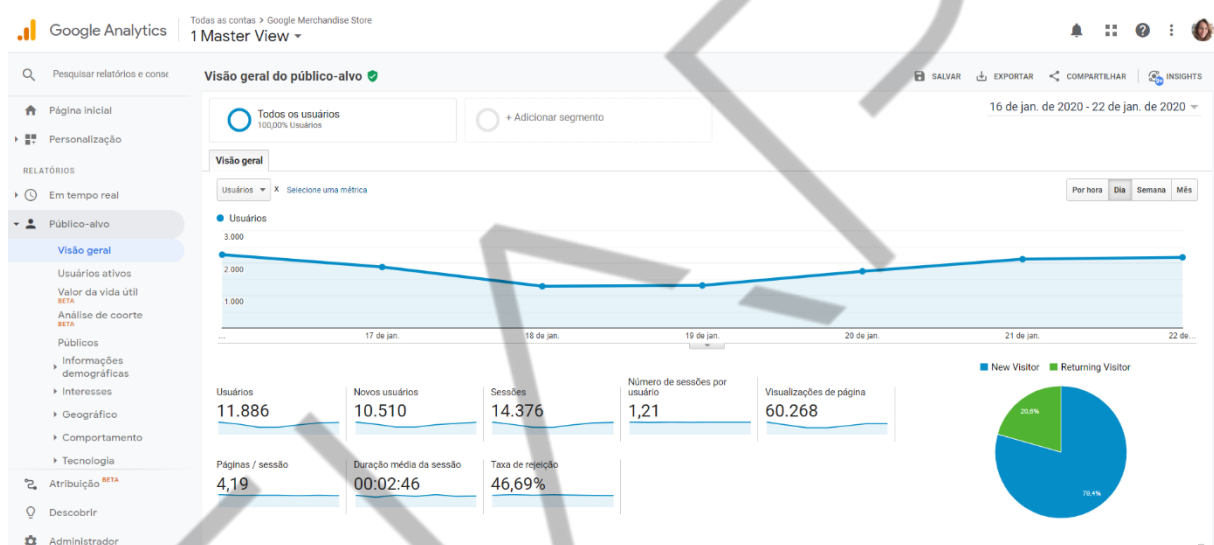 Google Analytics
Todas as contas > Google Merchandise Store
1 Master View
Pesquisar relatórios e conse
Visão geral do público-alvo
SALVAR
EXPORTAR
COMPARTILHAR
INSIGHTS
Página inicial
Personalização
RELATÓRIOS
Em tempo real
Público-alvo
Visão geral
Usuários ativos
Valor da vida útil
BETA
Análise de coorte
BETA
Públicos
Informações
demográficas
Interesses
Geográfico
Comportamento
Tecnologia
Atribuição BETA
Descobrir
Administrador
Todos os usuários
100,00% Usuários
+ Adicionar segmento
16 de jan. de 2020 - 22 de jan. de 2020
Visão geral
Usuários
X Selecione uma métrica
Por hora
Dia
Semana
Mês
Usuários
3.000
2.000
1.000
...
17 de jan.
18 de jan.
19 de jan.
20 de jan.
21 de jan.
22 de...
New Visitor
Returning Visitor
Usuários
11.886
Novos usuários
10.510
Sessões
14.376
Número de sessões por
usuário
1,21
Visualizações de página
60.268
Páginas / sessão
4,19
Duração média da sessão
00:02:46
Taxa de rejeição
46,69%
20,6%
79,4%